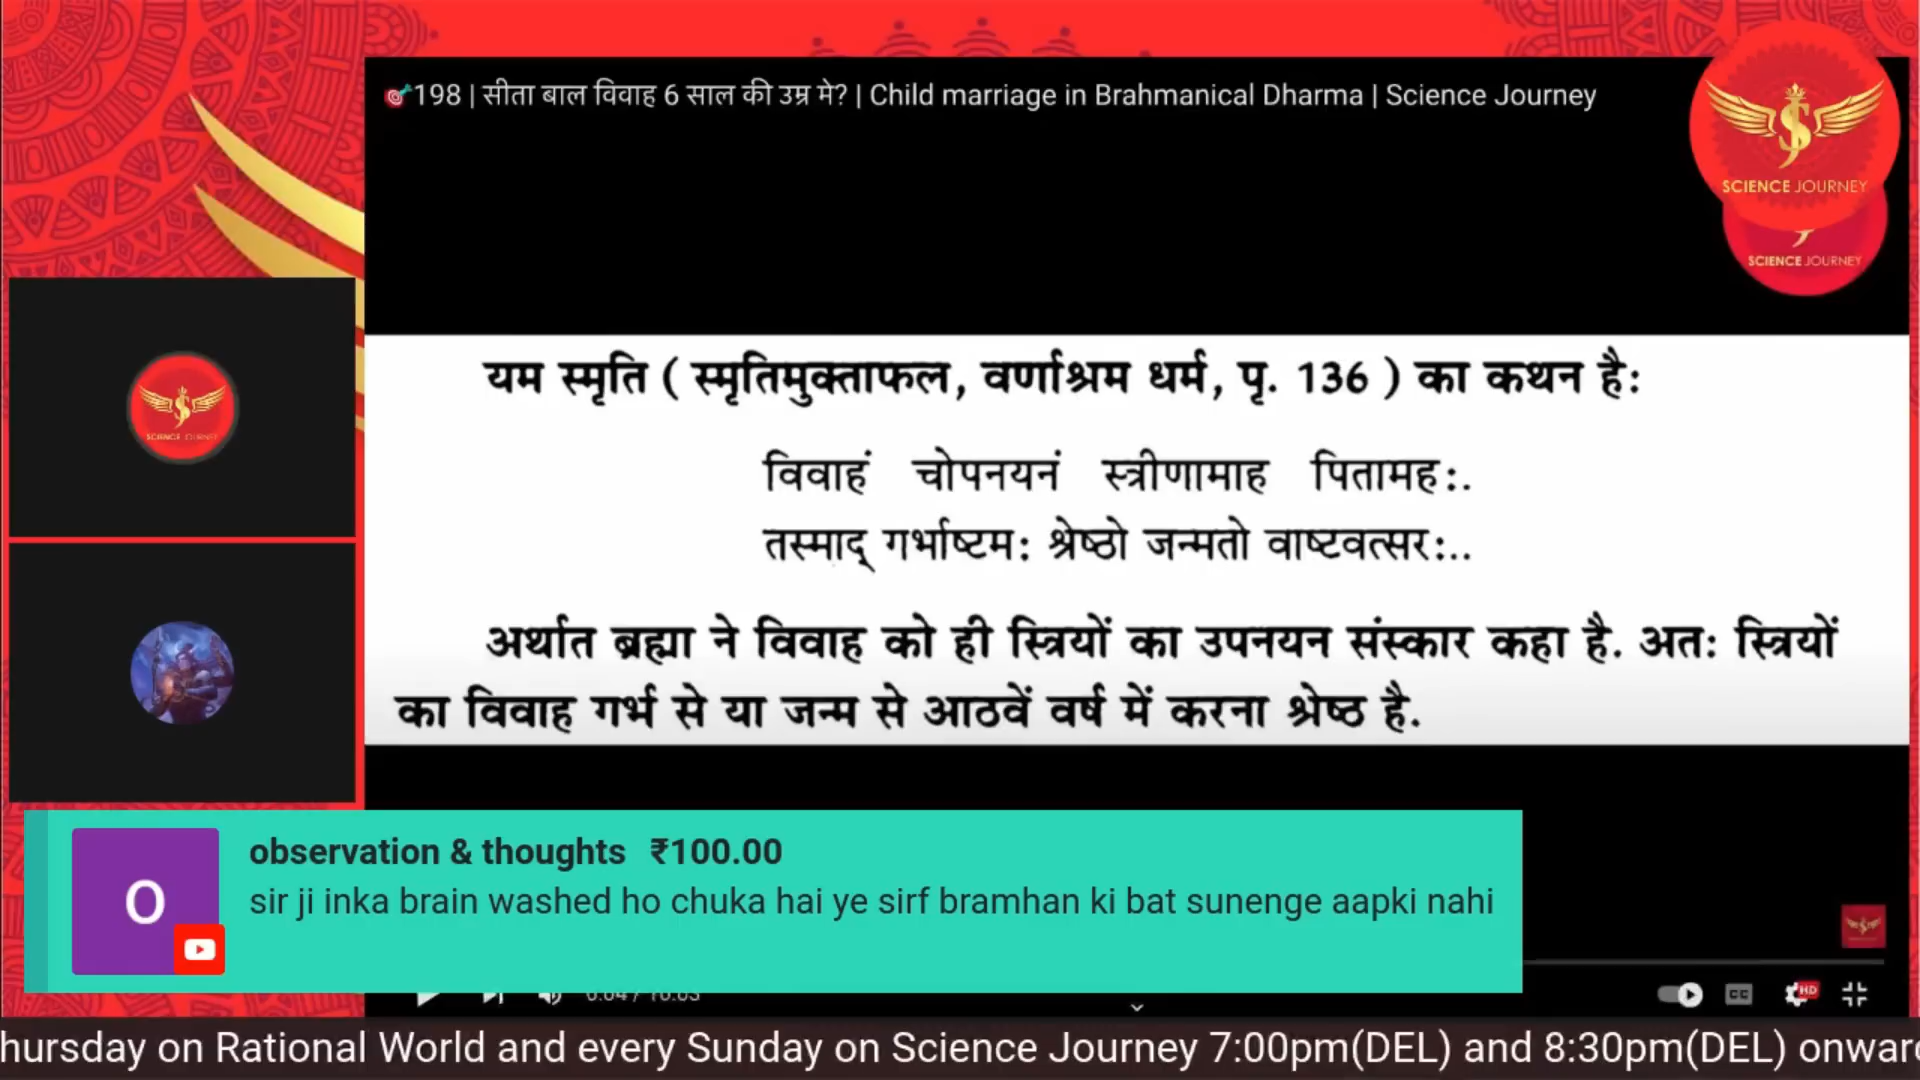 198 | सीता बाल विवाह 6 साल की उम्र मे? | Child marriage in Brahmanical Dharma | Science Journey
SCIENCE JOURNEY
SCIENCE JOURNEY
यम स्मृति ( स्मृतिमुक्ताफल, वर्णाश्रम धर्म, पृ. 136 ) का कथन है:
विवाहं चोपनयनं स्त्रीणामाह पितामह:.
तस्माद् गर्भाष्टम: श्रेष्ठो जन्मतो वाष्टवत्सर:..
अर्थात ब्रह्मा ने विवाह को ही स्त्रियों का उपनयन संस्कार कहा है. अत: स्त्रियों
का विवाह गर्भ से या जन्म से आठवें वर्ष में करना श्रेष्ठ है.
SCIENCE JOURNEY
O
observation & thoughts ₹100.00
sir ji inka brain washed ho chuka hai ye sirf bramhan ki bat sunenge aapki nahi
CC
HD
hursday on Rational World and every Sunday on Science Journey 7:00pm(DEL) and 8:30pm(DEL) onwar